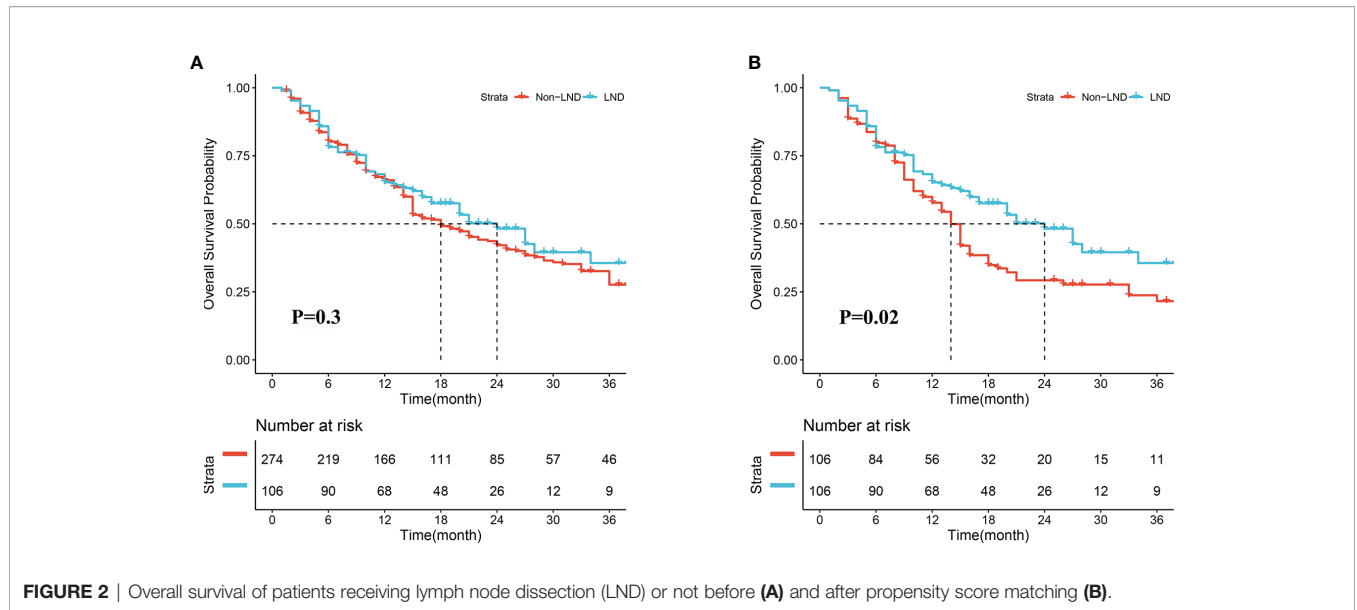 A
Strata Non-LND LND
1.00
0.75
0.50
0.25
0.00
Overall Survival Probability
P=0.3
0 6 12 18 24 30 36
Time(month)
Number at risk
Strata
274 219 166 111 85 57 46
106 90 68 48 26 12 9
0 6 12 18 24 30 36
Time(month)
B
Strata Non-LND LND
1.00
0.75
0.50
0.25
0.00
Overall Survival Probability
P=0.02
0 6 12 18 24 30 36
Time(month)
Number at risk
Strata
106 84 56 32 20 15 11
106 90 68 48 26 12 9
0 6 12 18 24 30 36
Time(month)
FIGURE 2 | Overall survival of patients receiving lymph node dissection (LND) or not before (A) and after propensity score matching (B).